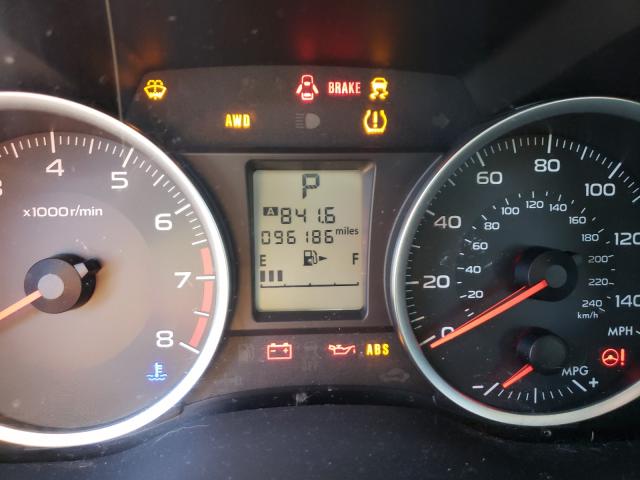 BRAKE
AWD
3 4 5 6 7 8
x1000r/min
P
A 841.6
096186 miles
E F
ABS
0 20 40 60 80 100 120 140
20 40 60 80 100 120 140 160 180 200 220 240
km/h
MPH
MPG
+